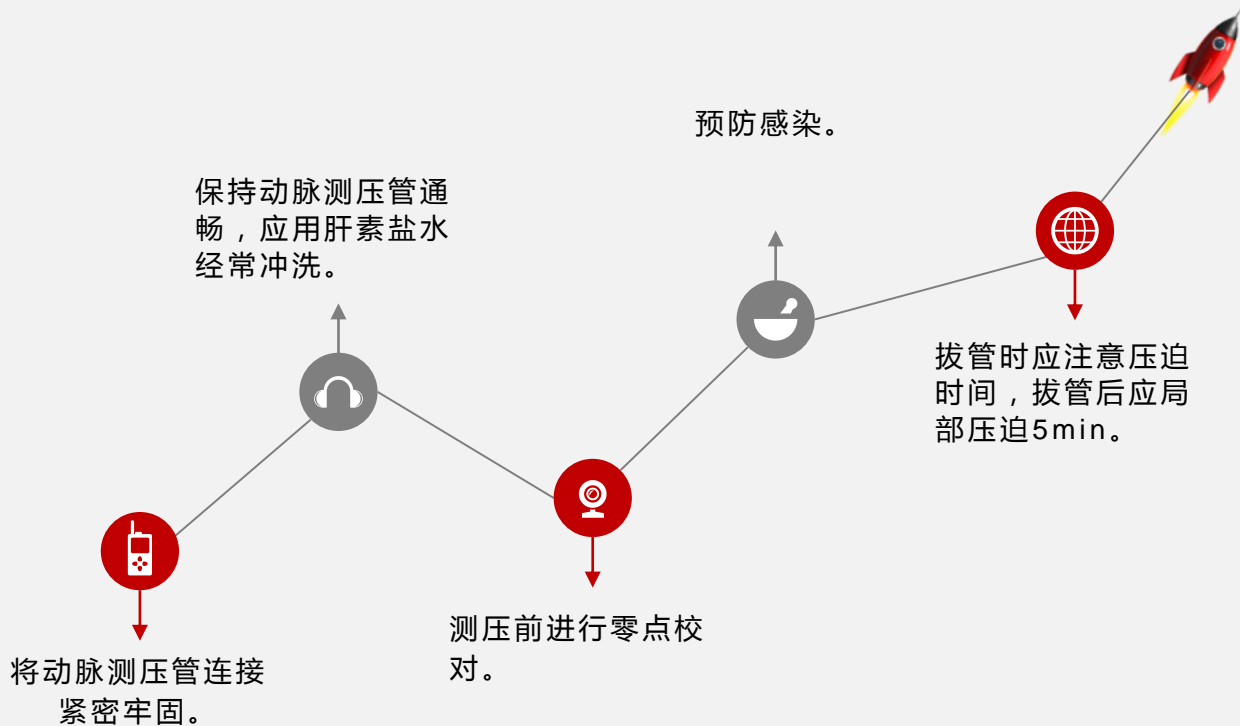 预防感染。
保持动脉测压管通
畅，应用肝素盐水
经常冲洗。
拔管时应注意压迫
时间，拔管后应局
部压迫5min。
测压前进行零点校
对。
将动脉测压管连接
紧密牢固。